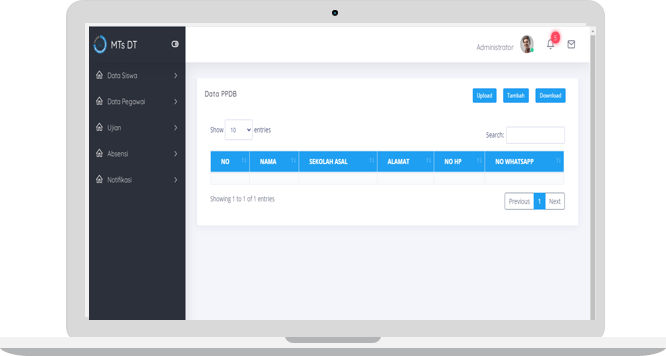 MTs DT
Administrator
5
Data Siswa
Data Pegawai
Ujian
Absensi
Notifikasi
Data PPDB
Upload
Tambah
Download
Show 10 entries
Search:
NO NAMA SEKOLAH ASAL ALAMAT NO HP NO WHATSAPP
Showing 1 to 1 of 1 entries
Previous 1 Next